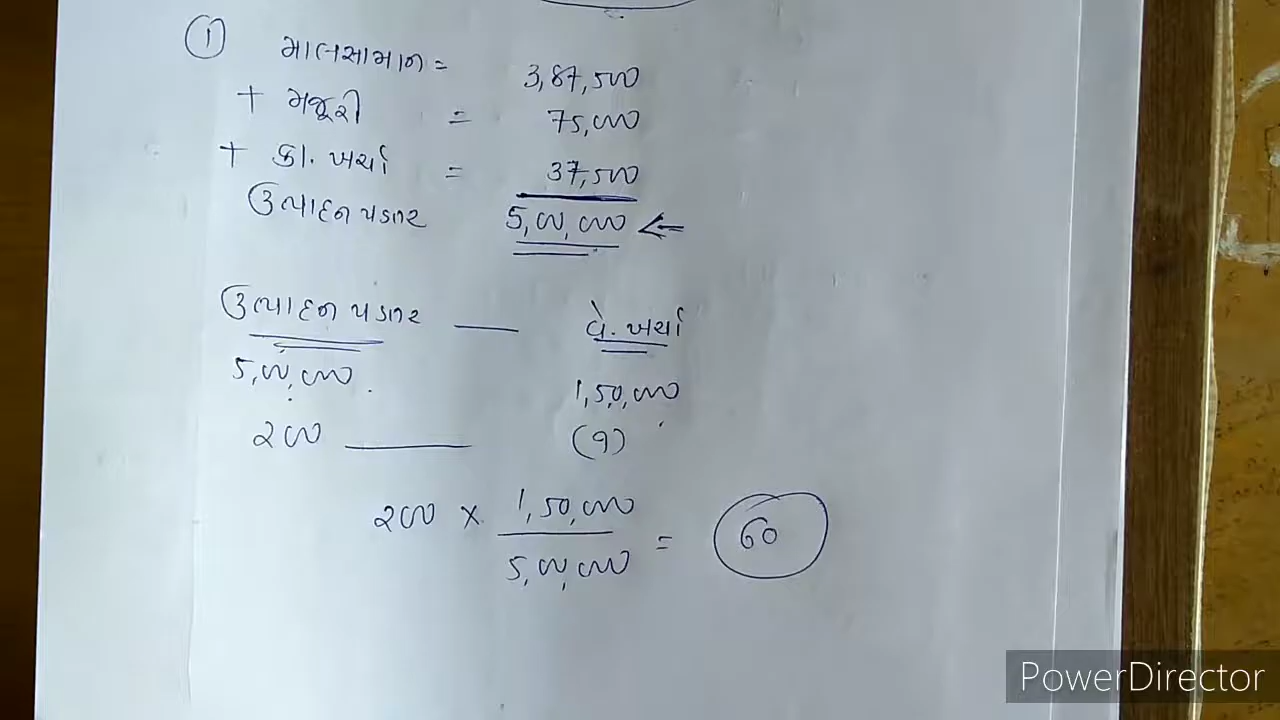 ① માલસામાન = 3,87,500
+ મજૂરી = 75,000
+ કા. ખર્ચા = 37,500
ઉત્પાદન પડતર 5,00,000 ←
ઉત્પાદન પડતર — વે. ખર્ચા
5,00,000. 1,50,000
200 — (?)
200 × 1,50,000 / 5,00,000 = 60
PowerDirector